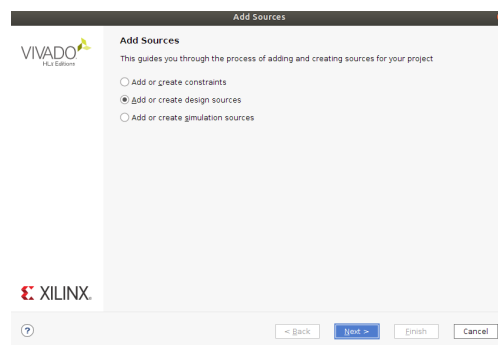 Add Sources
VIVADO
HLx Editions
Add Sources
This guides you through the process of adding and creating sources for your project
Add or create constraints
Add or create design sources
Add or create simulation sources
XILINX
?
< Back
Next >
Finish
Cancel